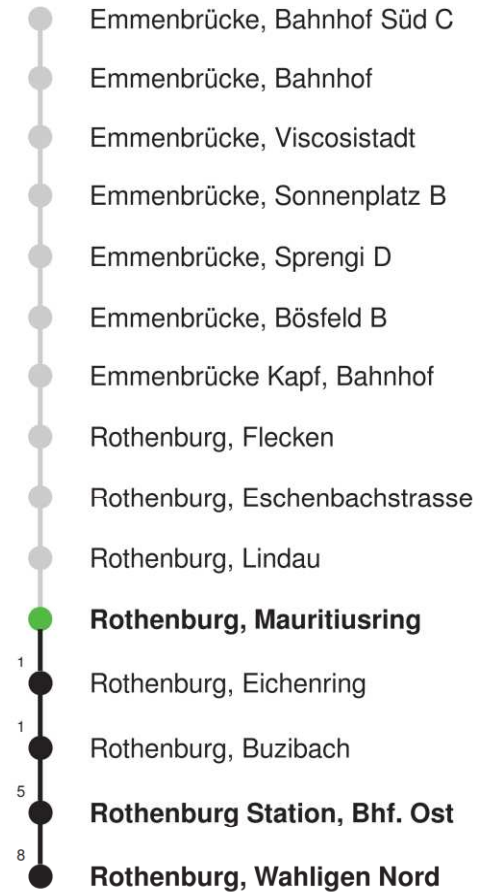 Emmenbrücke, Bahnhof Süd C
Emmenbrücke, Bahnhof
Emmenbrücke, Viscosistadt
Emmenbrücke, Sonnenplatz B
Emmenbrücke, Sprengi D
Emmenbrücke, Bösfeld B
Emmenbrücke Kapf, Bahnhof
Rothenburg, Flecken
Rothenburg, Eschenbachstrasse
Rothenburg, Lindau
Rothenburg, Mauritiusring
1 Rothenburg, Eichenring
1 Rothenburg, Buzibach
5 Rothenburg Station, Bhf. Ost
8 Rothenburg, Wahligen Nord